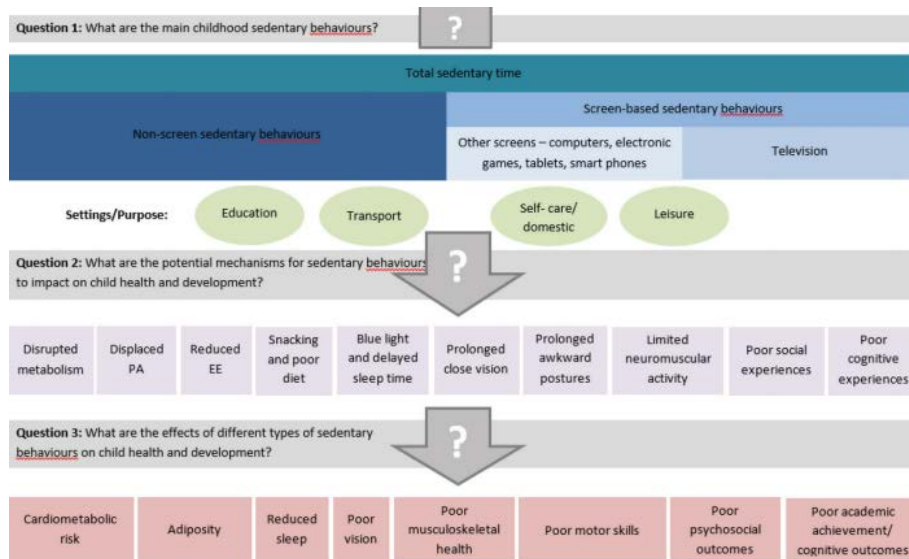 Question 1: What are the main childhood sedentary behaviours?
?
Total sedentary time
Non-screen sedentary behaviours
Screen-based sedentary behaviours
Other screens – computers, electronic
games, tablets, smart phones
Television
Settings/Purpose:
Education
Transport
Self- care/
domestic
Leisure
Question 2: What are the potential mechanisms for sedentary behaviours
to impact on child health and development?
?
Disrupted
metabolism
Displaced
PA
Reduced
EE
Snacking
and poor
diet
Blue light
and delayed
sleep time
Prolonged
close vision
Prolonged
awkward
postures
Limited
neuromuscular
activity
Poor social
experiences
Poor
cognitive
experiences
Question 3: What are the effects of different types of sedentary
behaviours on child health and development?
?
Cardiometabolic
risk
Adiposity
Reduced
sleep
Poor
vision
Poor
musculoskeletal
health
Poor motor skills
Poor
psychosocial
outcomes
Poor academic
achievement/
cognitive outcomes